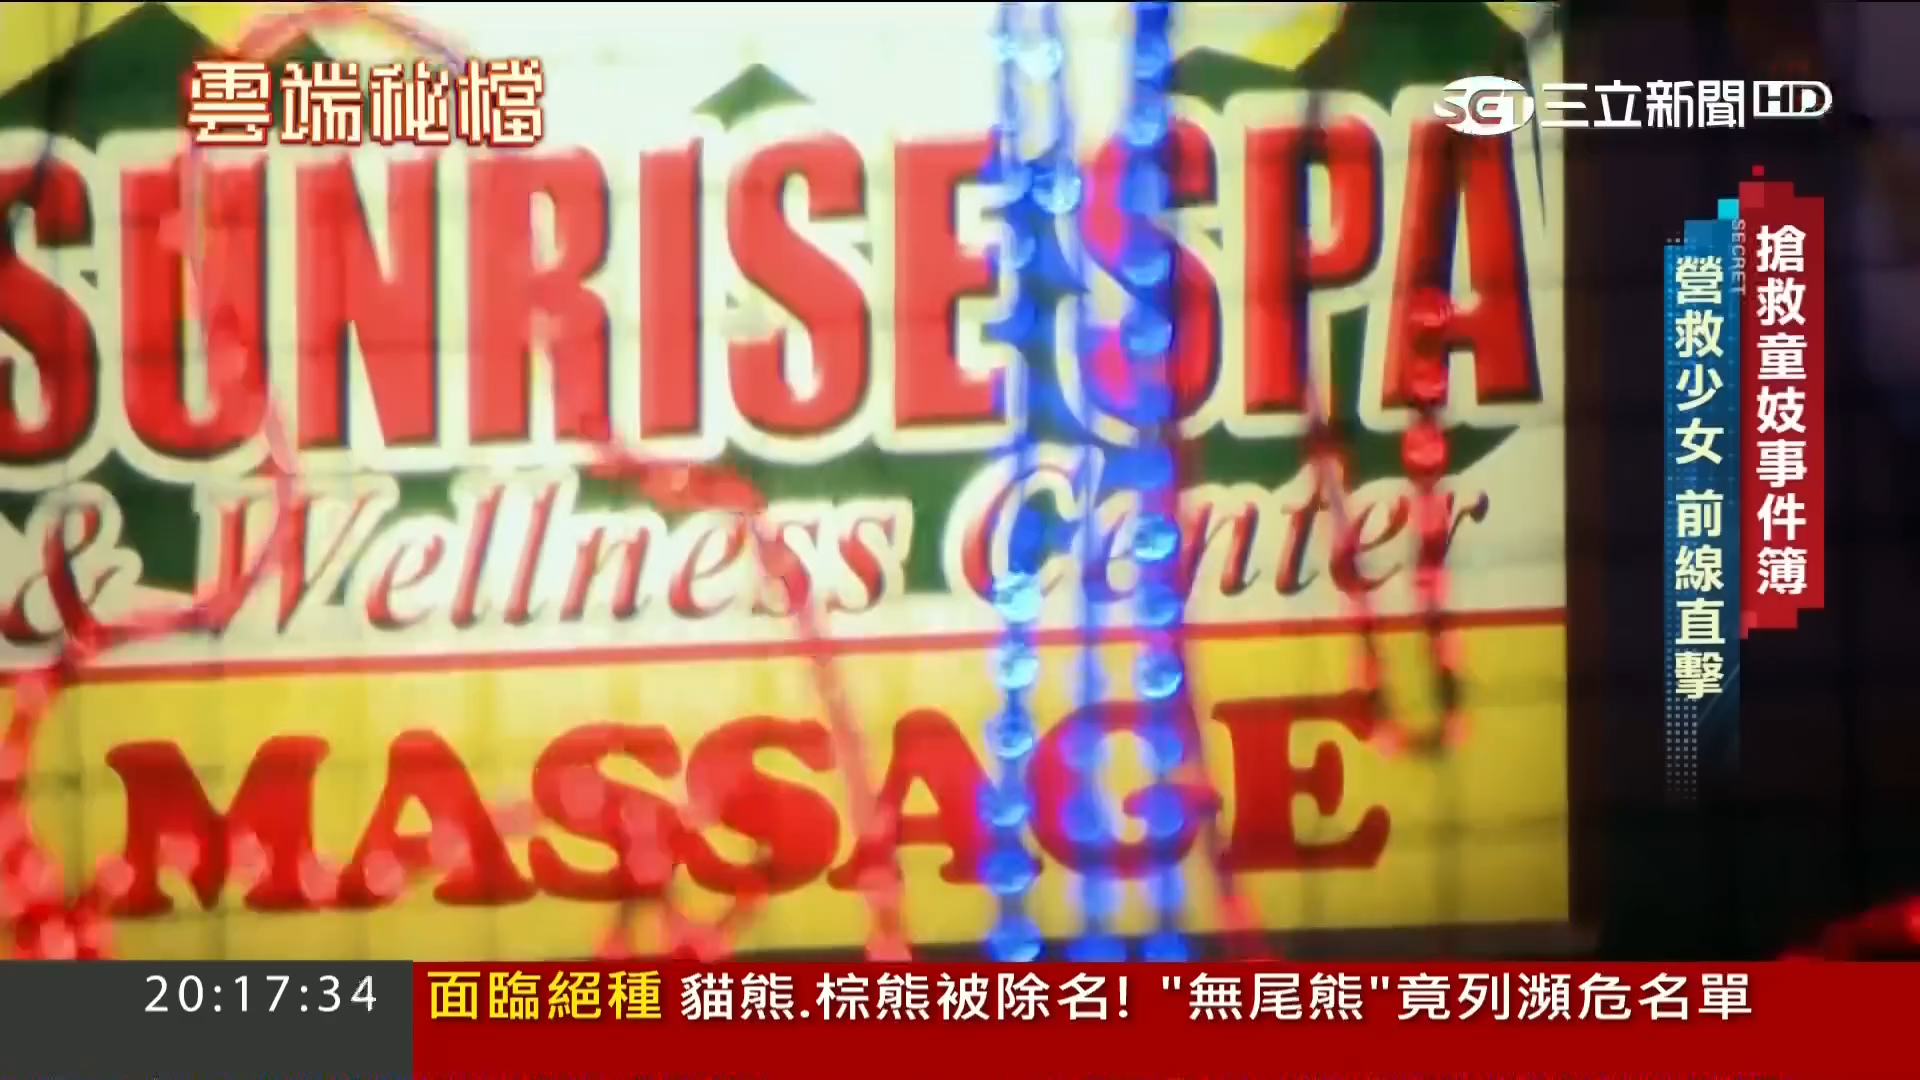 雲端秘檔
SGT三立新聞HD
SUNRISE SPA
& Wellness Center
MASSAGE
SECRET
搶救童妓事件簿
營救少女 前線直擊
20:17:34
面臨絕種 貓熊.棕熊被除名! "無尾熊"竟列瀕危名單